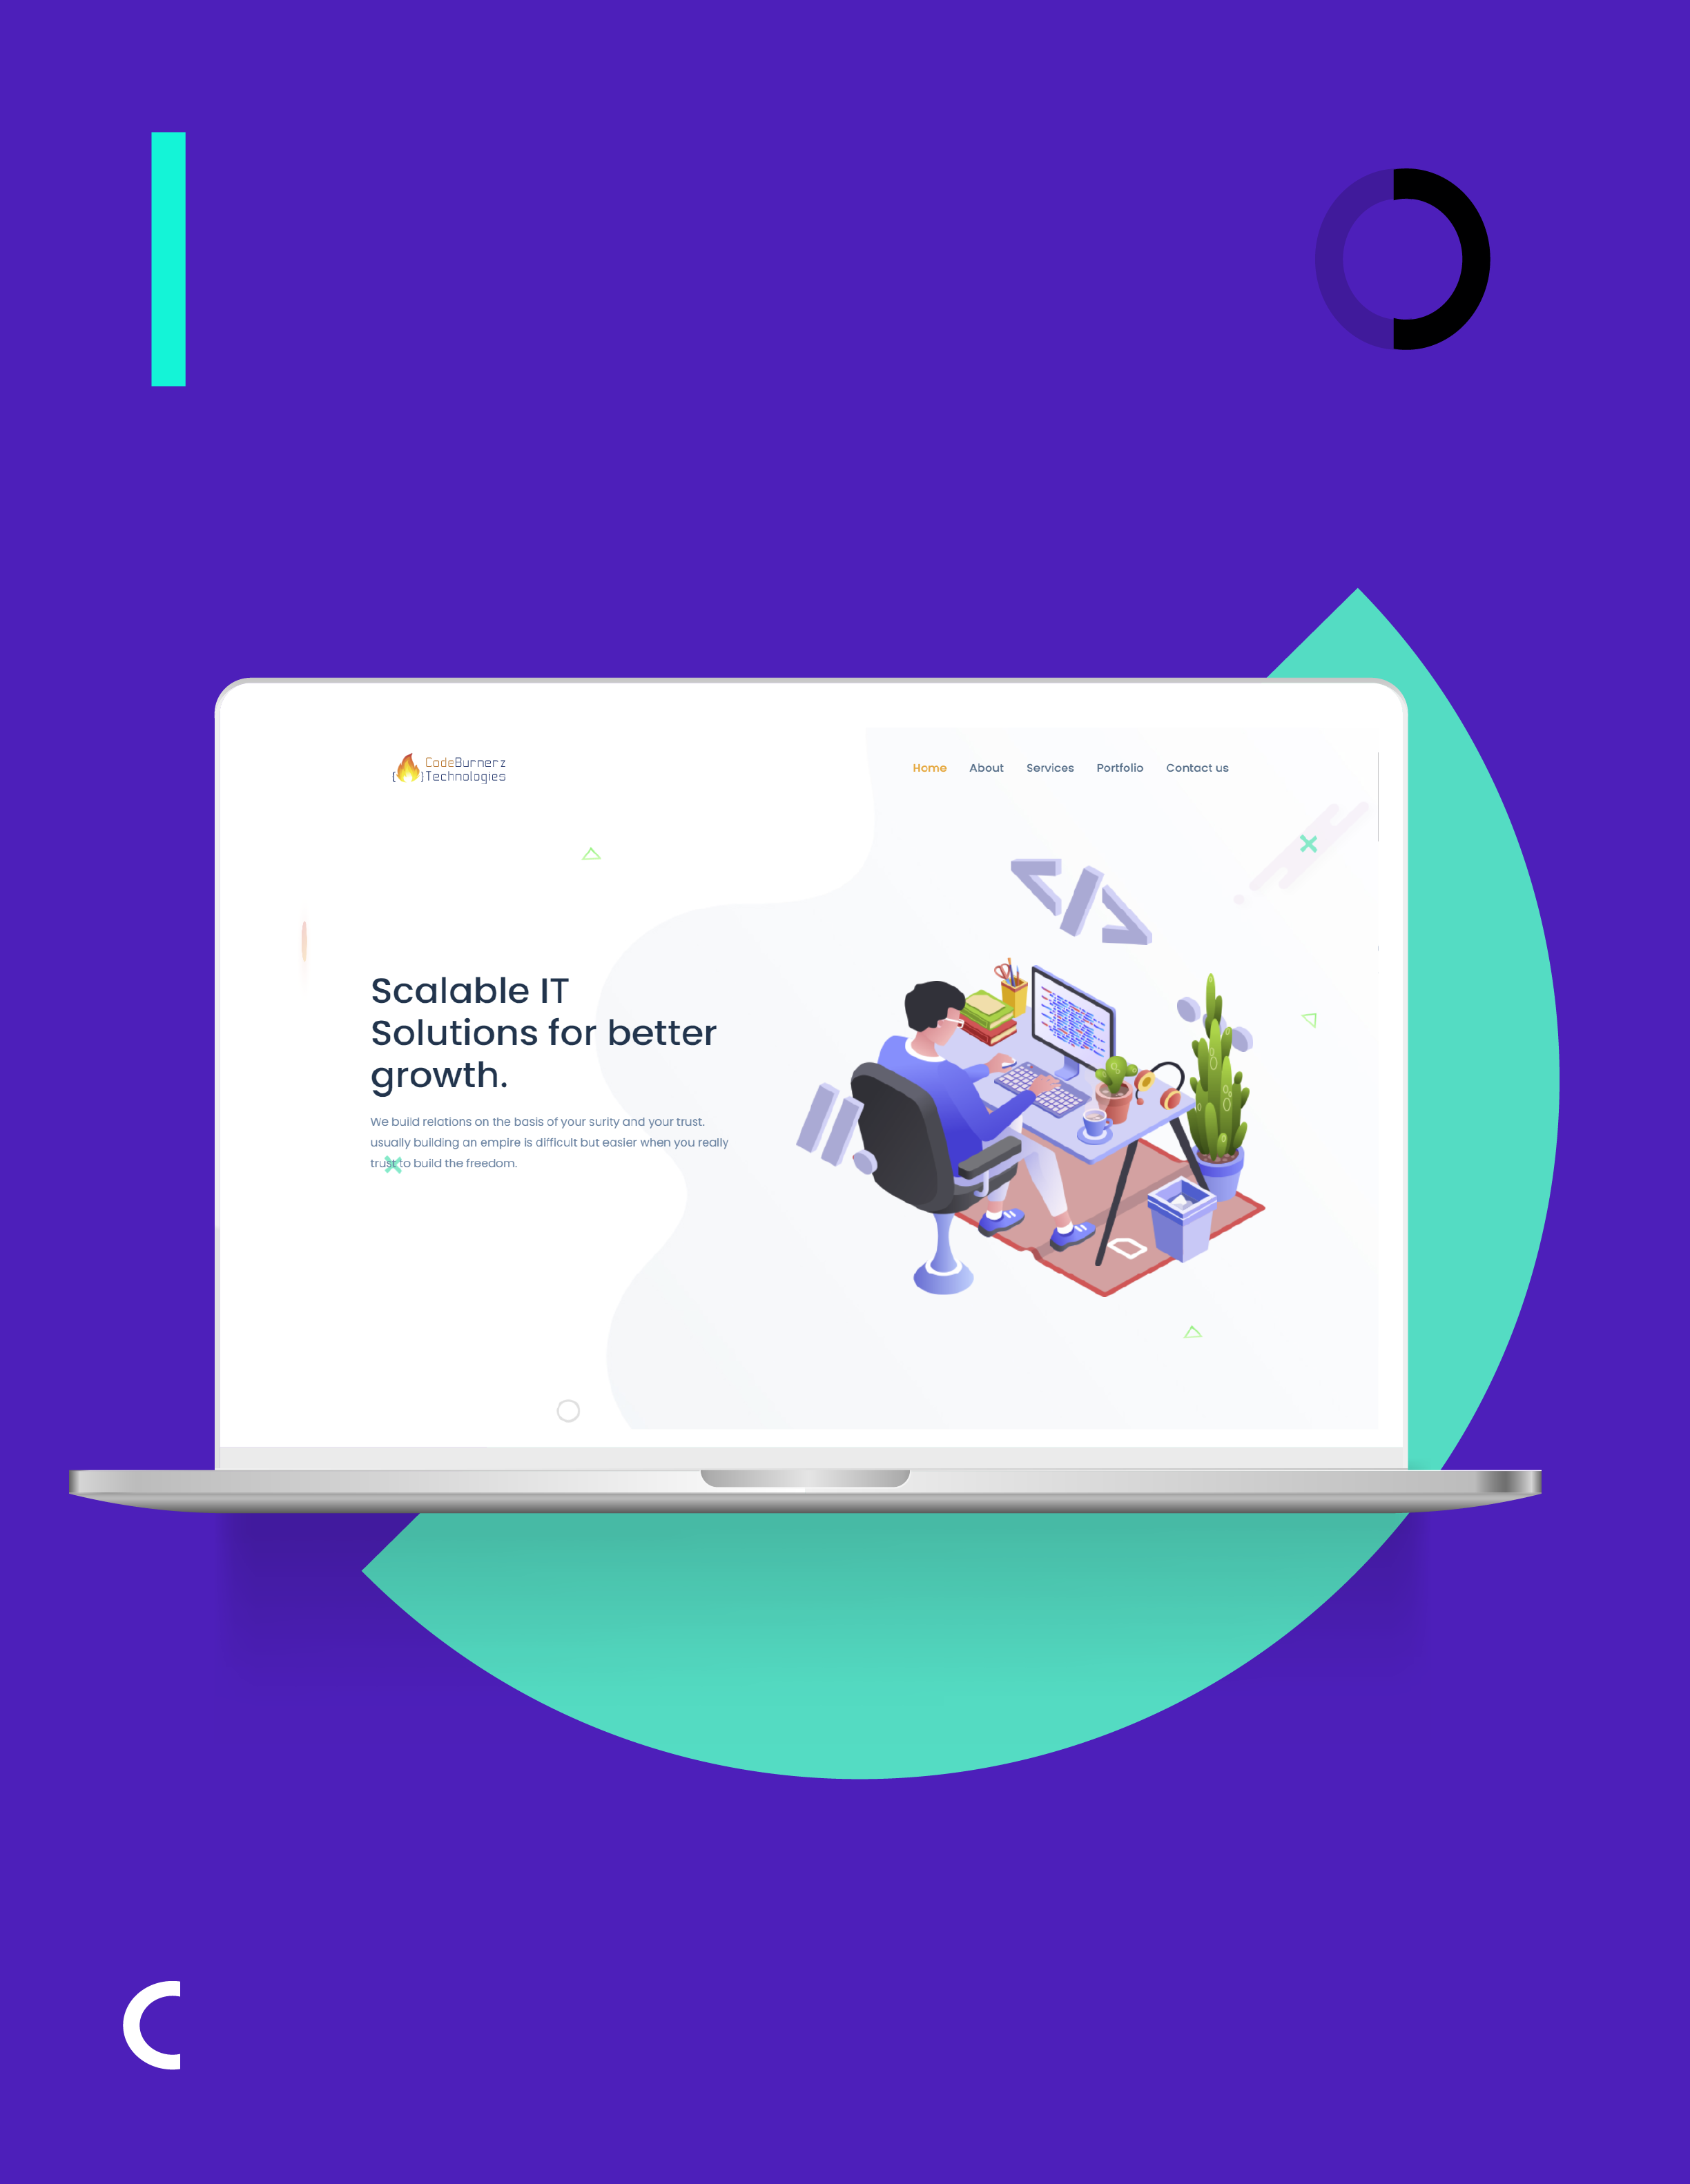 CodeBurnerz
{ }Technologies
Home About Services Portfolio Contact us
</>
Scalable IT
Solutions for better
growth.
We build relations on the basis of your surity and your trust.
usually building an empire is difficult but easier when you really
trust to build the freedom.
//